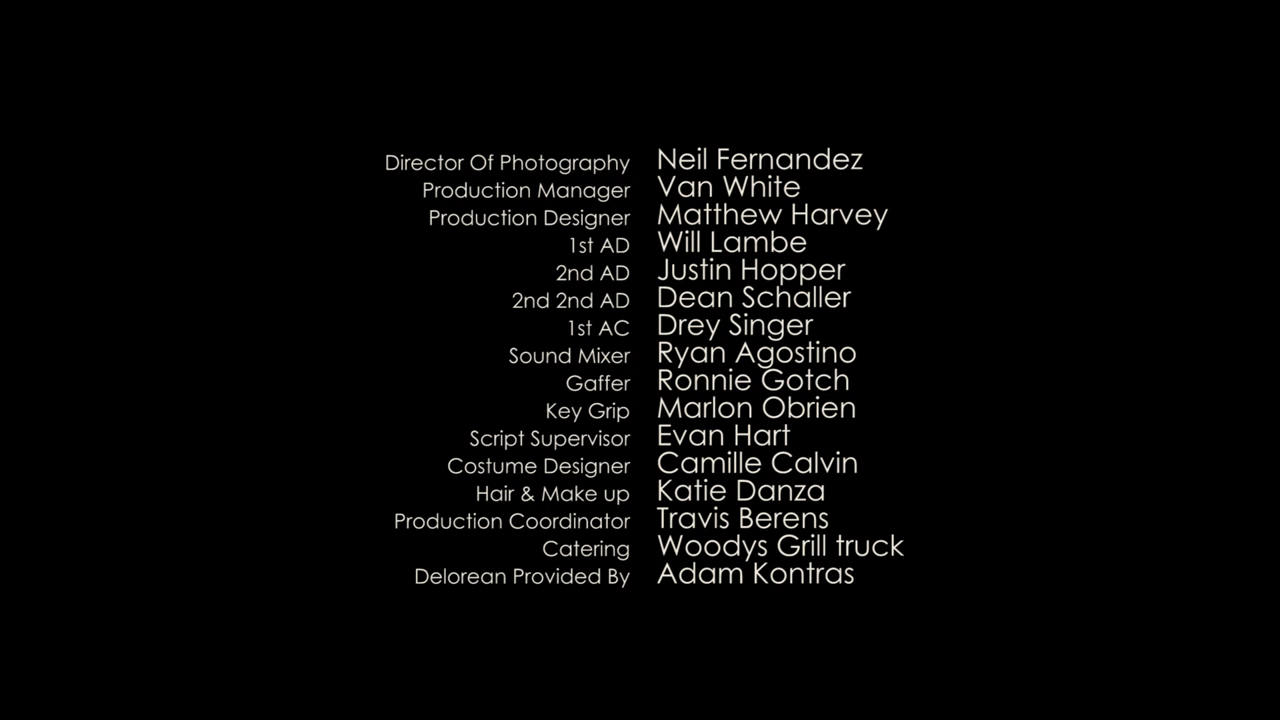 Director Of Photography Neil Fernandez
Production Manager Van White
Production Designer Matthew Harvey
1st AD Will Lambe
2nd AD Justin Hopper
2nd 2nd AD Dean Schaller
1st AC Drey Singer
Sound Mixer Ryan Agostino
Gaffer Ronnie Gotch
Key Grip Marlon Obrien
Script Supervisor Evan Hart
Costume Designer Camille Calvin
Hair & Make up Katie Danza
Production Coordinator Travis Berens
Catering Woodys Grill truck
Delorean Provided By Adam Kontras